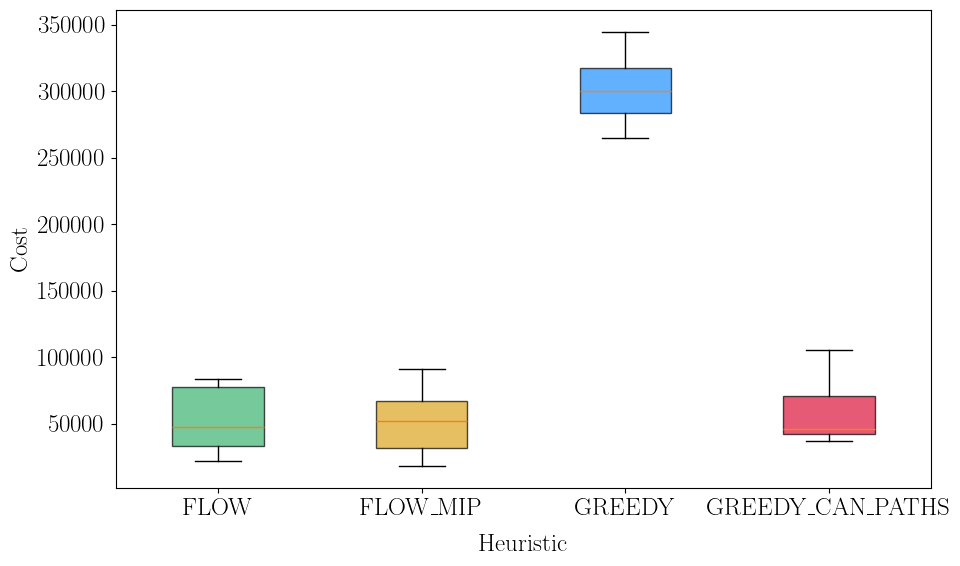 350000
300000
250000
200000
150000
100000
50000
Cost
FLOW
FLOW_MIP
GREEDY
GREEDY_CAN_PATHS
Heuristic